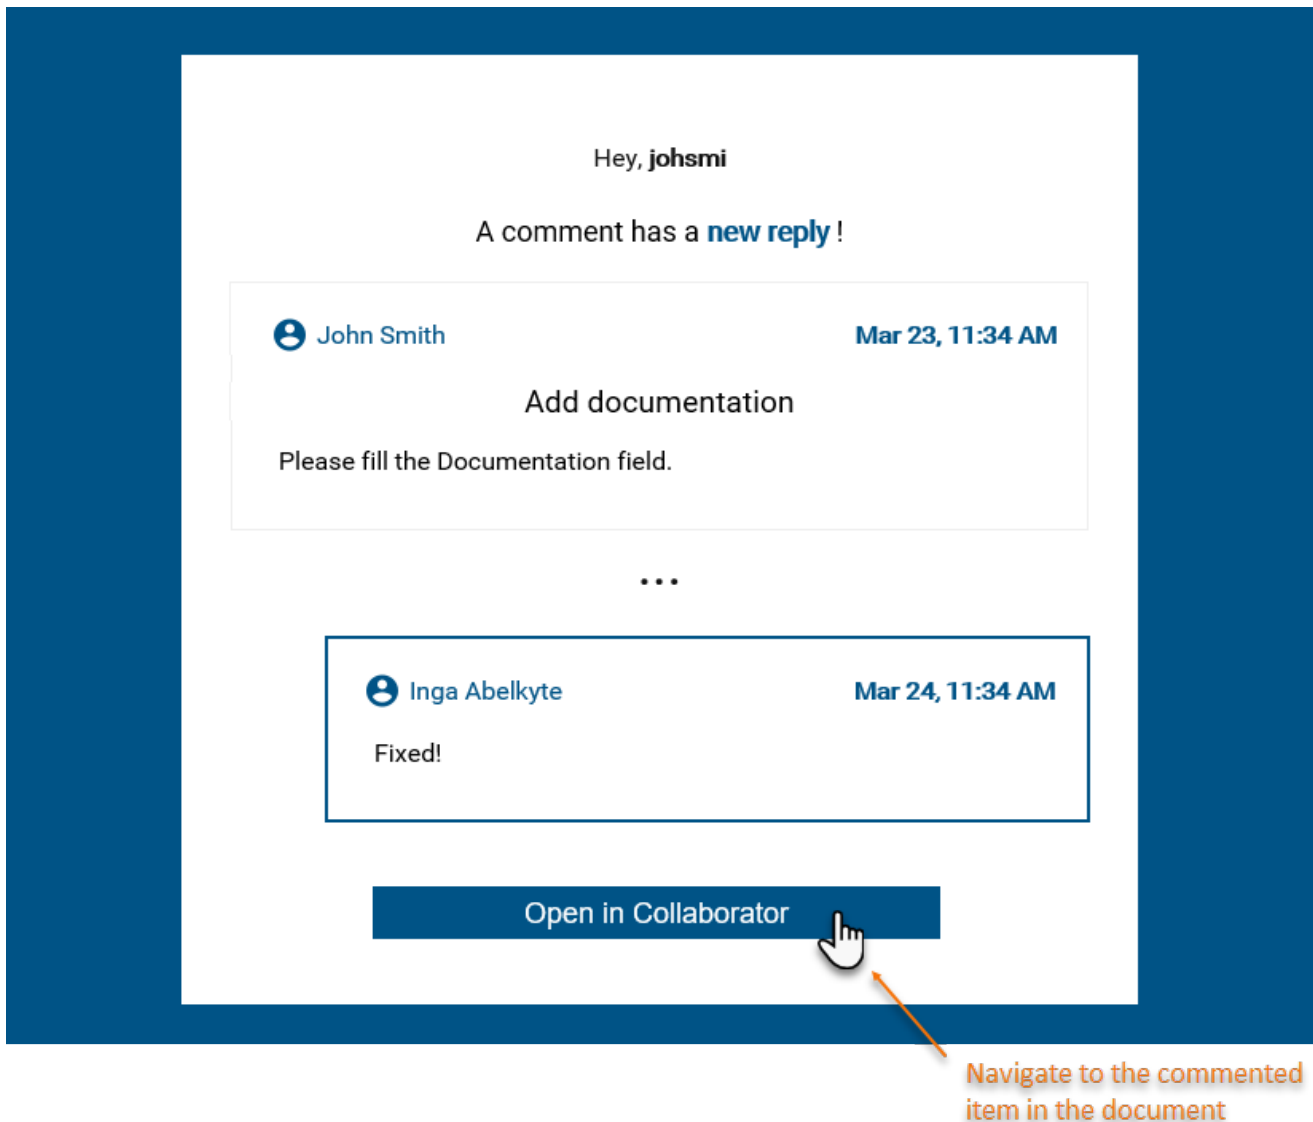 Hey, johsmi
A comment has a new reply !
John Smith Mar 23, 11:34 AM
Add documentation
Please fill the Documentation field.
...
Inga Abelkyte Mar 24, 11:34 AM
Fixed!
Open in Collaborator
Navigate to the commented
item in the document